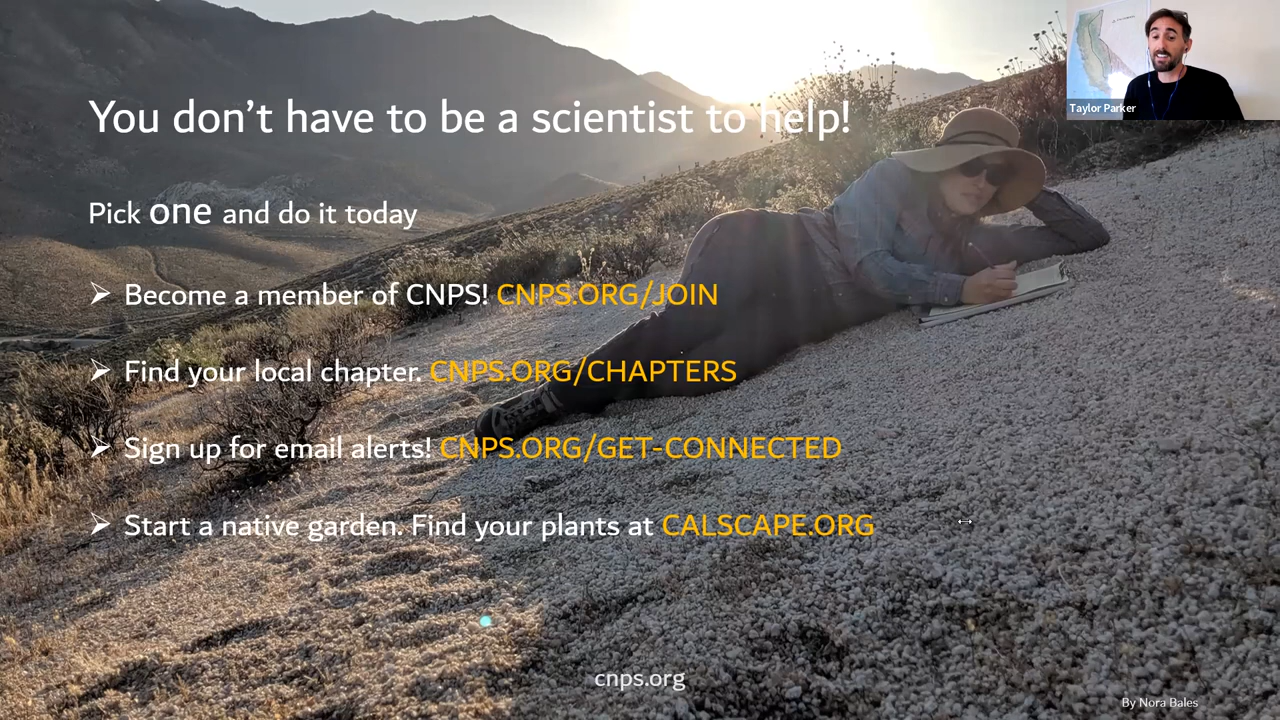 You don't have to be a scientist to help!
Taylor Parker
Pick one and do it today
➢ Become a member of CNPS! CNPS.ORG/JOIN
➢ Find your local chapter. CNPS.ORG/CHAPTERS
➢ Sign up for email alerts! CNPS.ORG/GET-CONNECTED
➢ Start a native garden. Find your plants at CALSCAPE.ORG
cnps.org
By Nora Bales